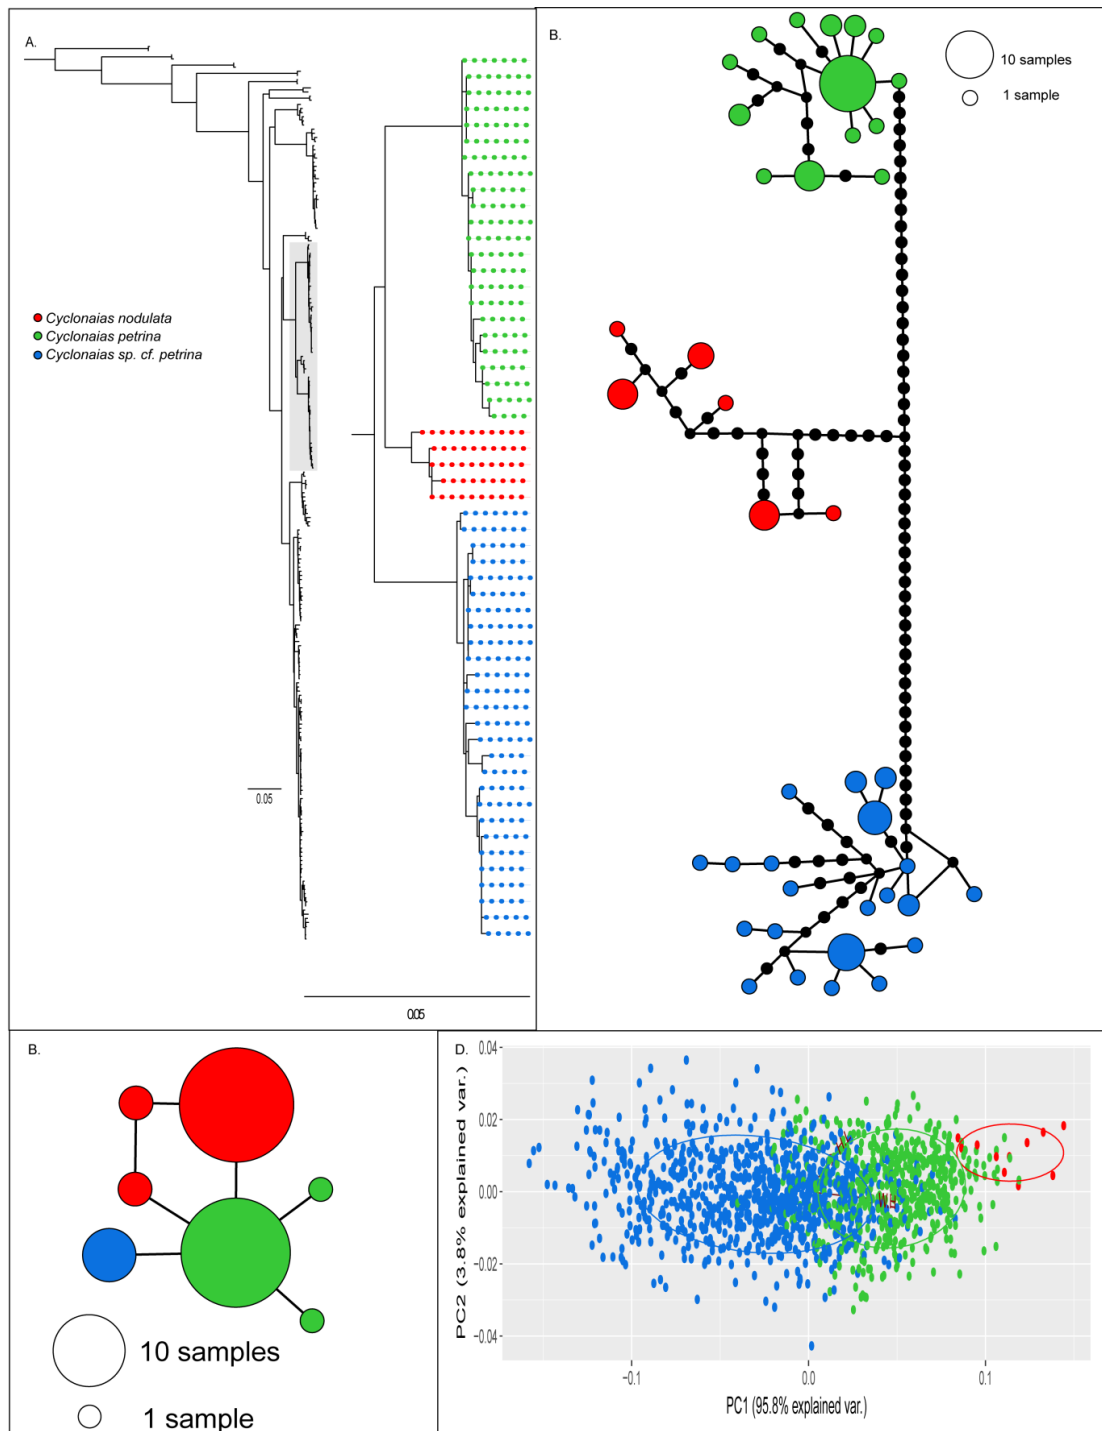 A.
Cyclonaias nodulata
Cyclonaias petrina
Cyclonaias sp. cf. petrina
0.05
0.05
B.
10 samples
1 sample
B.
10 samples
1 sample
D.
PC2 (3.8% explained var.)
0.04
0.02
0.00
−0.02
−0.04
−0.1
0.0
0.1
PC1 (95.8% explained var.)